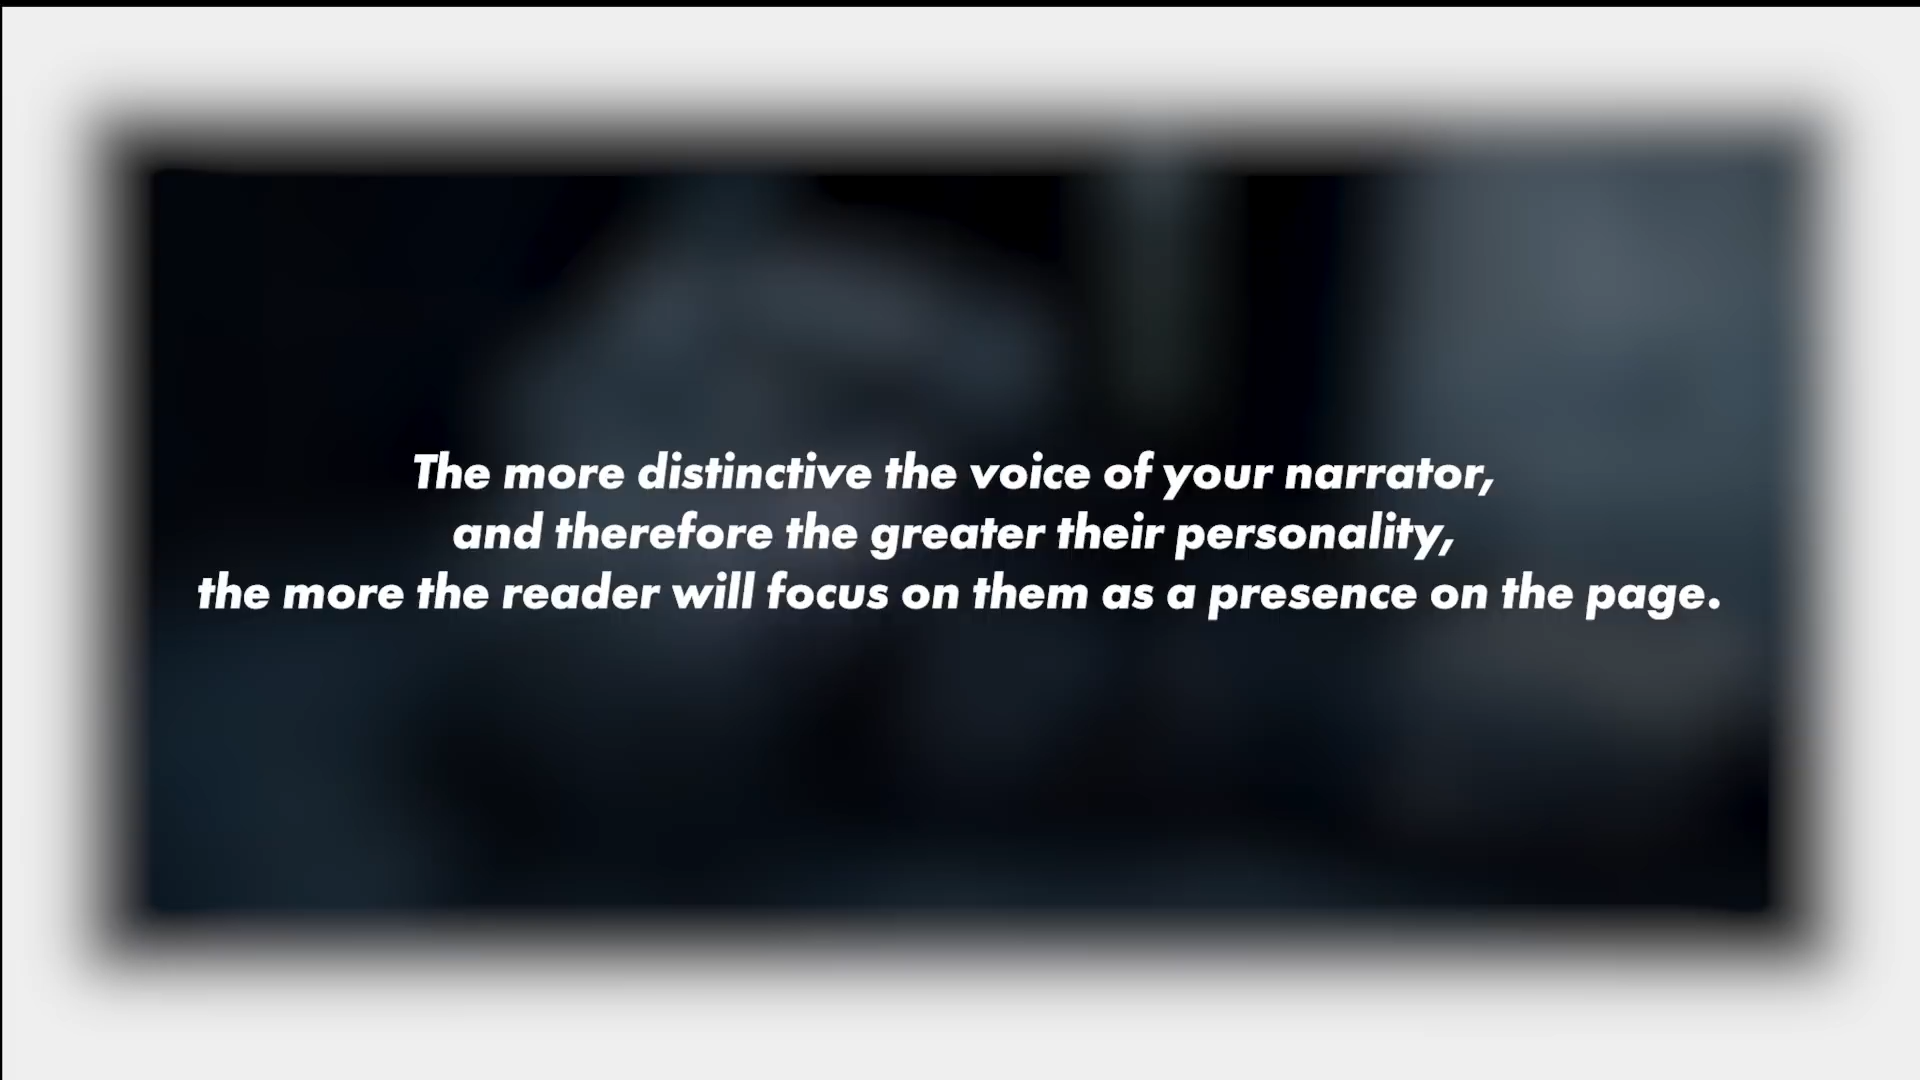 The more distinctive the voice of your narrator,
and therefore the greater their personality,
the more the reader will focus on them as a presence on the page.